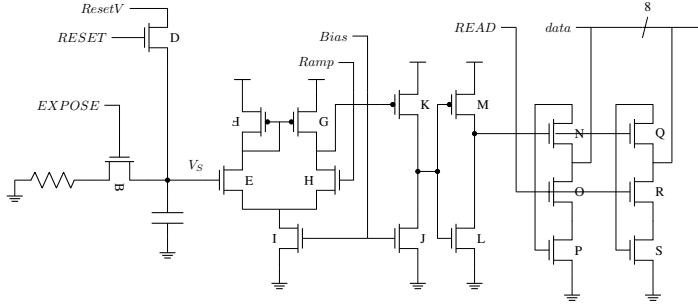 ResetV
8
RESET
D
Bias
READ
data
Ramp
EXPOSE
K
M
F
G
N
Q
V_S
B
E
H
O
R
I
J
L
P
S